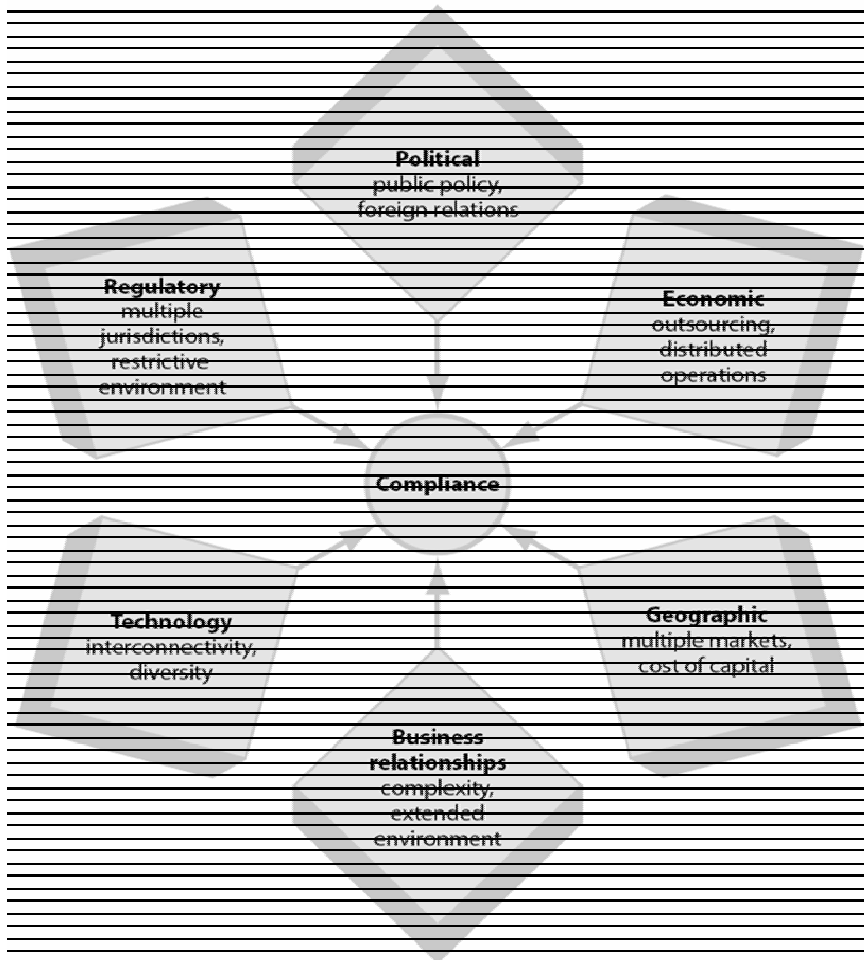 Political
public policy,
foreign relations
Regulatory
multiple
jurisdictions,
restrictive
environment
Economic
outsourcing,
distributed
operations
Compliance
Technology
interconnectivity,
diversity
Geographic
multiple markets,
cost of capital
Business
relationships
complexity,
extended
environment